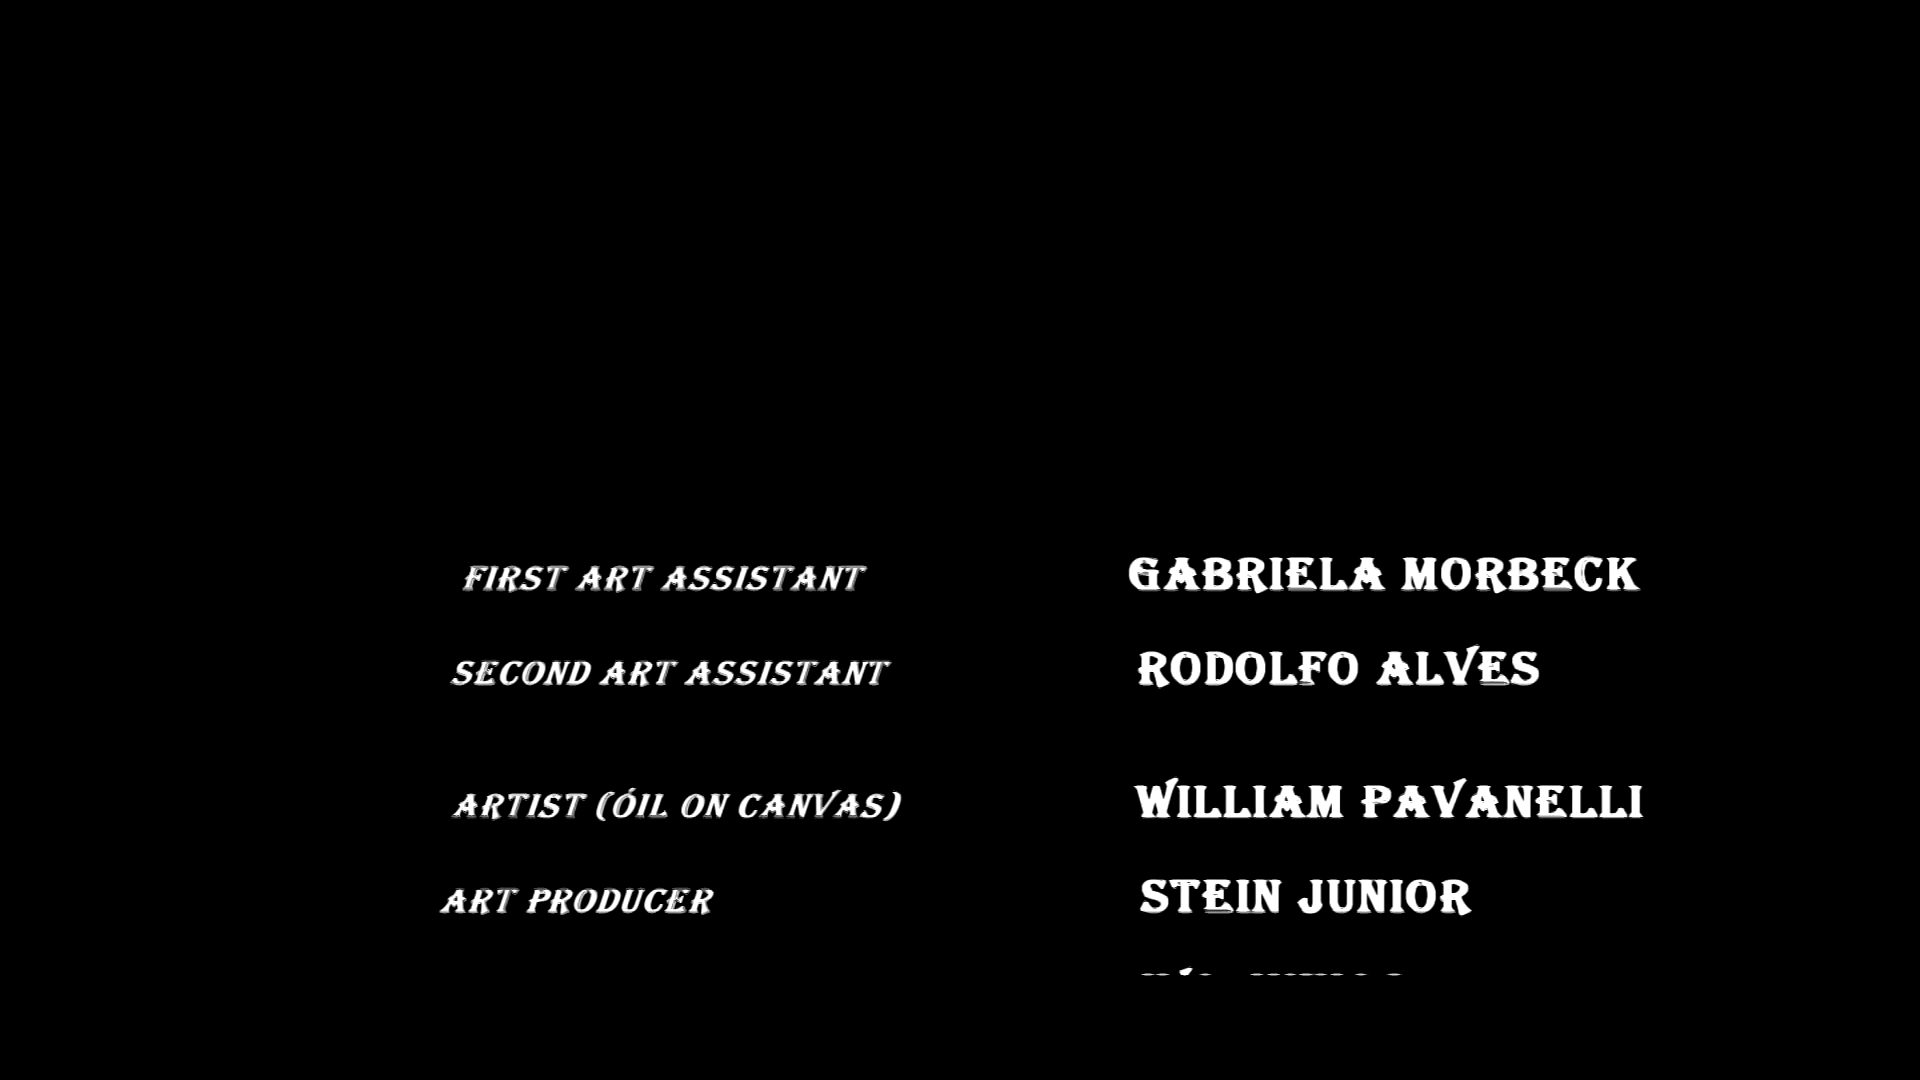 FIRST ART ASSISTANT GABRIELA MORBECK
SECOND ART ASSISTANT RODOLFO ALVES
ARTIST (ÓIL ON CANVAS) WILLIAM PAVANELLI
ART PRODUCER STEIN JUNIOR